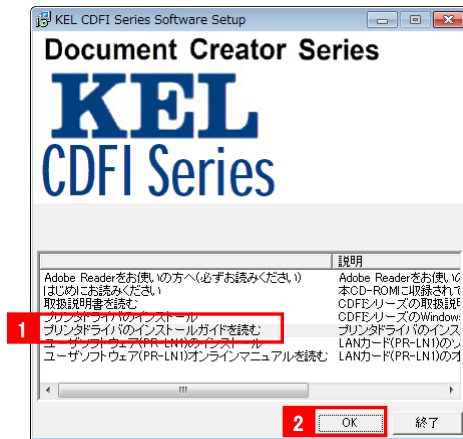 KEL CDFI Series Software Setup
Document Creator Series
KEL
CDFI Series
説明
Adobe Readerをお使いの方へ(必ずお読みください) Adobe Readerをお使い
はじめにお読みください 本CD-ROMに収録されて
取扱説明書を読む CDFIシリーズの取扱説
プリンタドライバのインストール CDFIシリーズのWindow
1 プリンタドライバのインストールガイドを読む プリンタドライバのインス
ユーザソフトウェア(PR-LN1)のインストール LANカード(PR-LN1)の
ユーザソフトウェア(PR-LN1)オンラインマニュアルを読む LANカード(PR-LN1)のオ
2 OK 終了